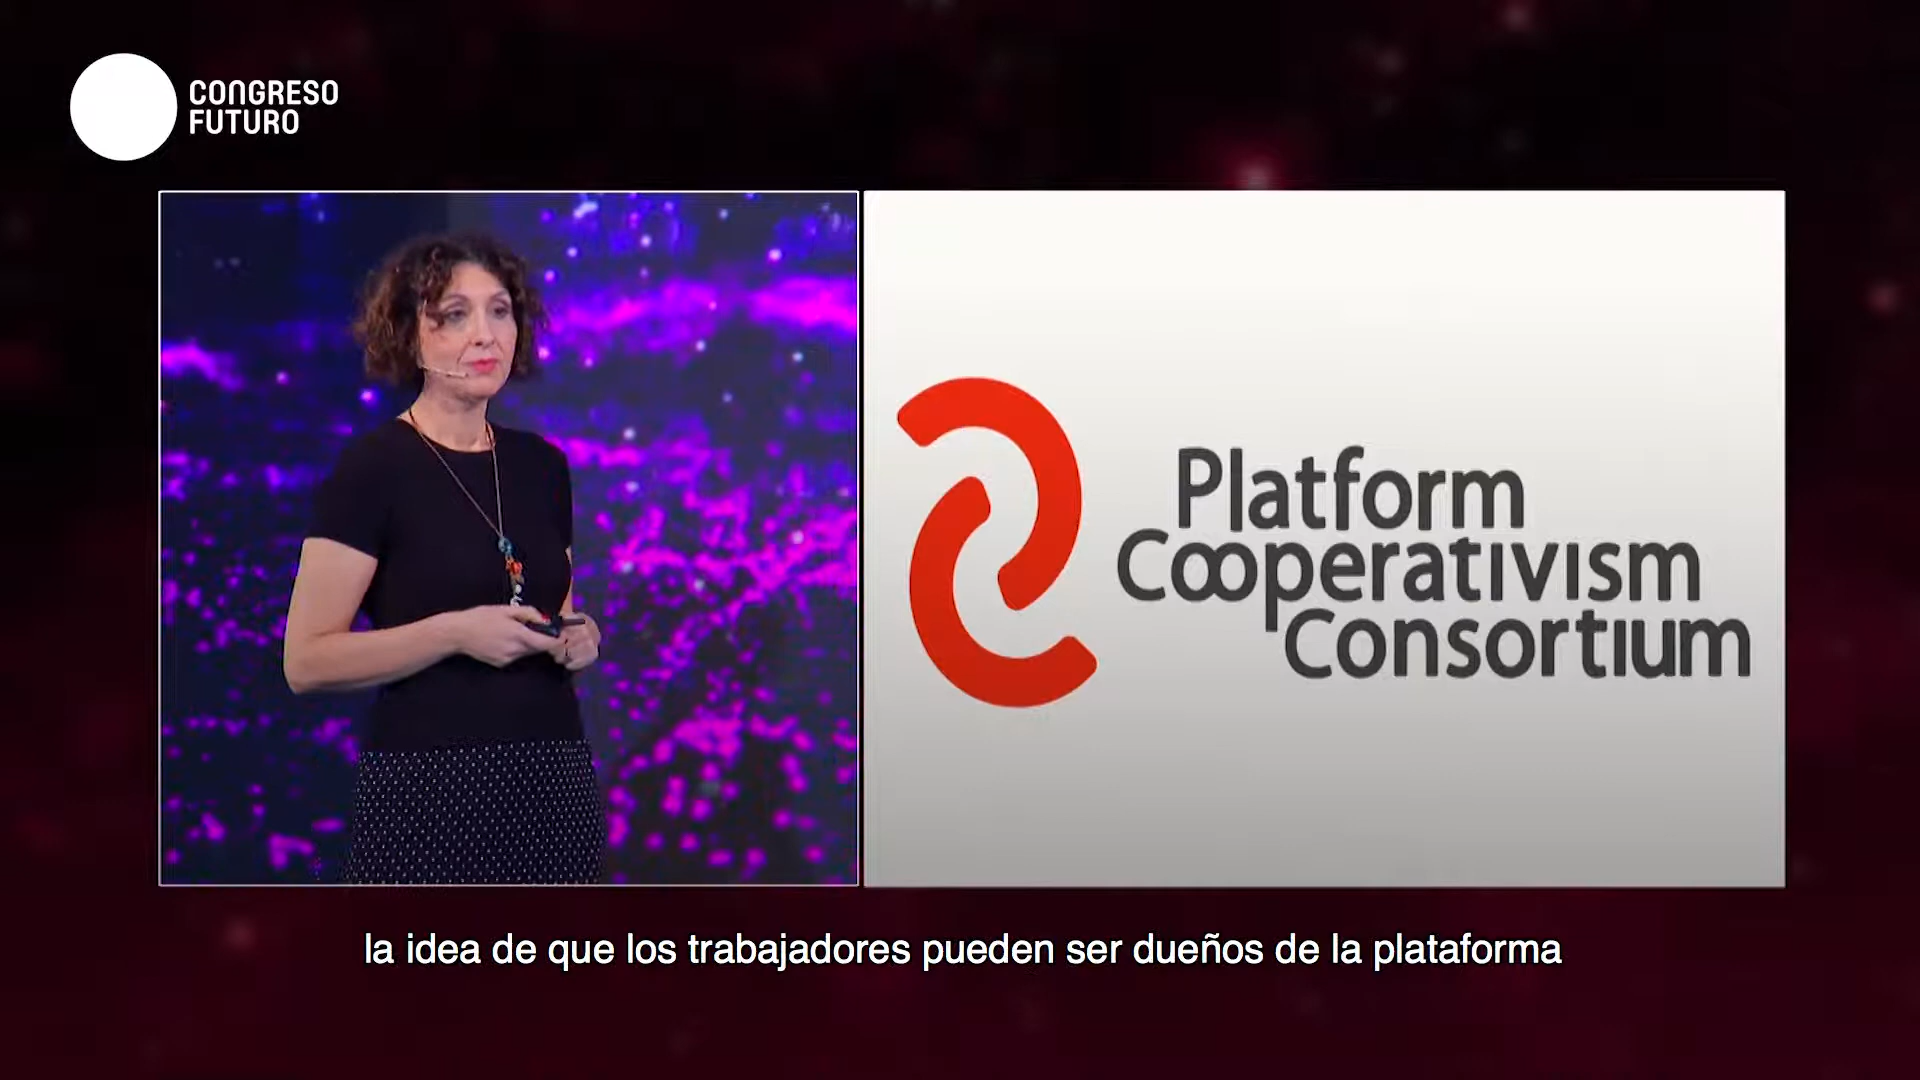 CONGRESO
FUTURO
Platform
Cooperativism
Consortium
la idea de que los trabajadores pueden ser dueños de la plataforma